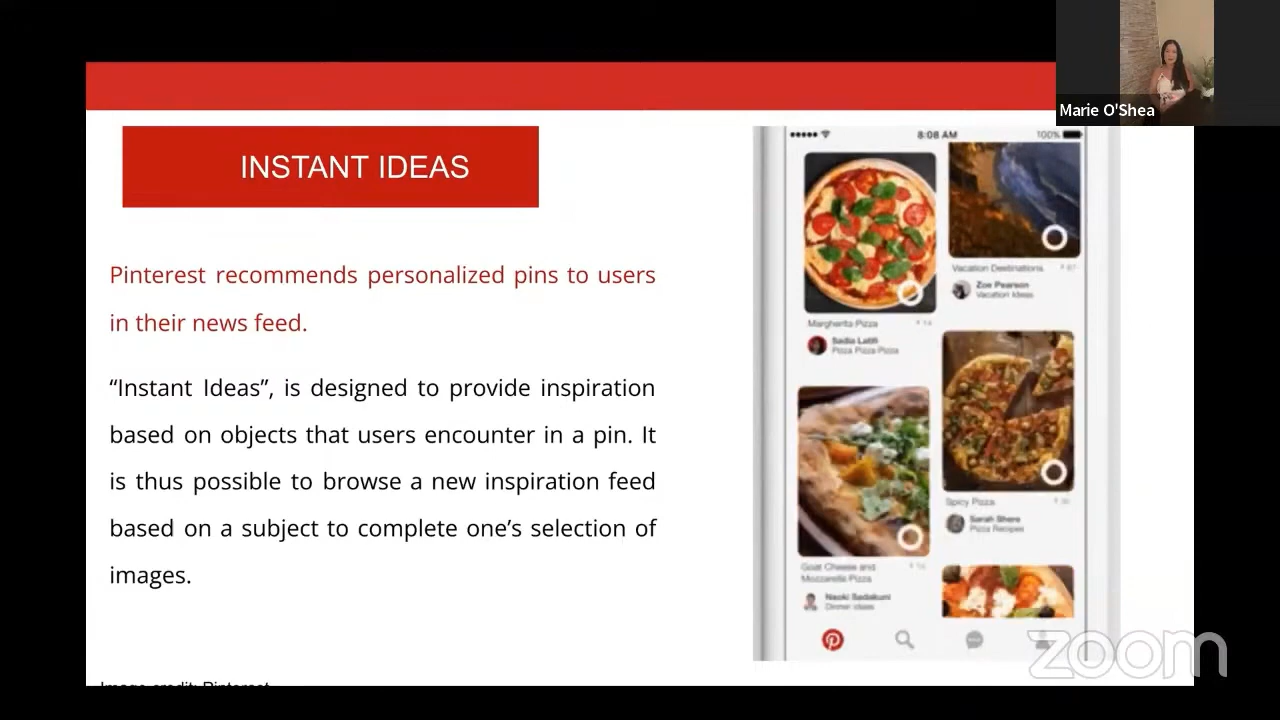 Marie O'Shea
INSTANT IDEAS
Pinterest recommends personalized pins to users
in their news feed.
“Instant Ideas”, is designed to provide inspiration
based on objects that users encounter in a pin. It
is thus possible to browse a new inspiration feed
based on a subject to complete one’s selection of
images.
Image credit: Pinterest
8:08 AM
100%
Margherita Pizza
Sadia Latifi
Pizza Pizza Pizza
Goat Cheese and
Mozzarella Pizza
Naoki Sadakuni
Dinner ideas
Vacation Destinations
Zoe Pearson
Vacation Ideas
Spicy Pizza
Sarah Shere
Pizza Recipes
zoom